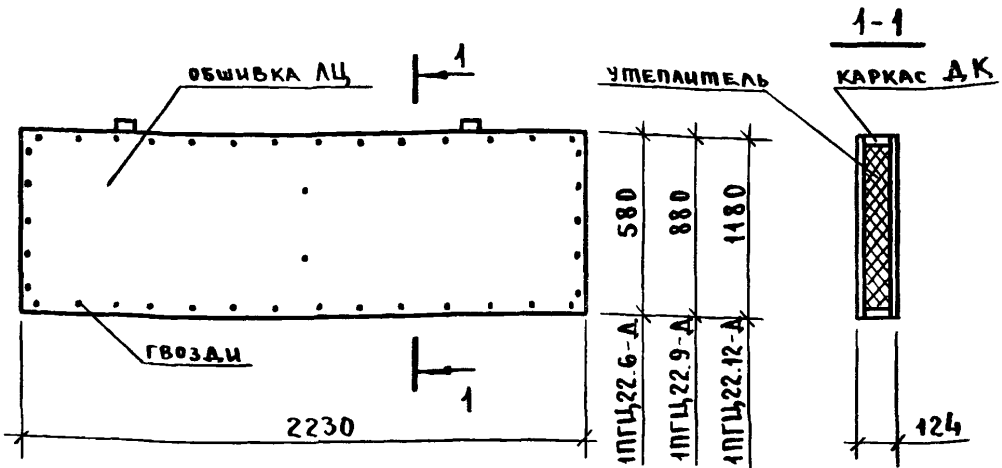 1-1
1
ОБШИВКА ЛЦ
УТЕПЛИТЕЛЬ
КАРКАС ДК
580
880
1180
ГВОЗДИ
1
2230
1ПГЦ22.6-Д
1ПГЦ22.9-Д
1ПГЦ22.12-Д
124